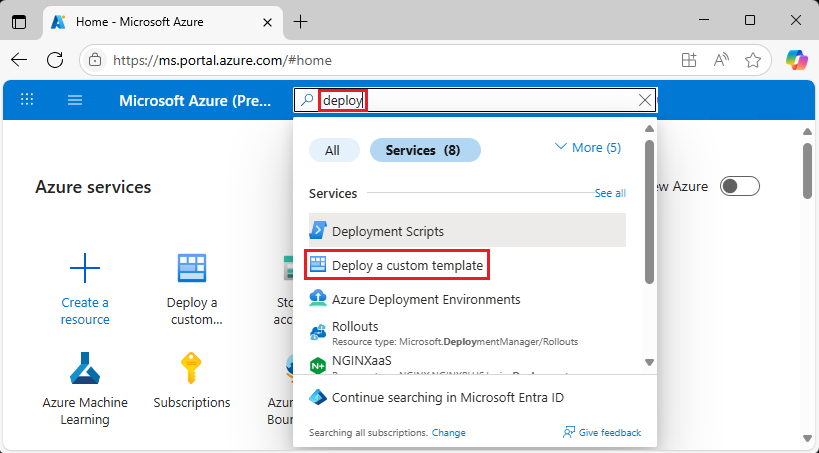 Home - Microsoft Azure
https://ms.portal.azure.com/#home
Microsoft Azure (Pre...
deploy
All
Services (8)
More (5)
Azure services
Services
See all
ew Azure
Deployment Scripts
Deploy a custom template
Azure Deployment Environments
Rollouts
Resource type: Microsoft.DeploymentManager/Rollouts
NGINXaaS
Continue searching in Microsoft Entra ID
Searching all subscriptions. Change
Give feedback
Create a
resource
Deploy a
custom...
Sto
acc
Azure Machine
Learning
Subscriptions
Azur
Boun